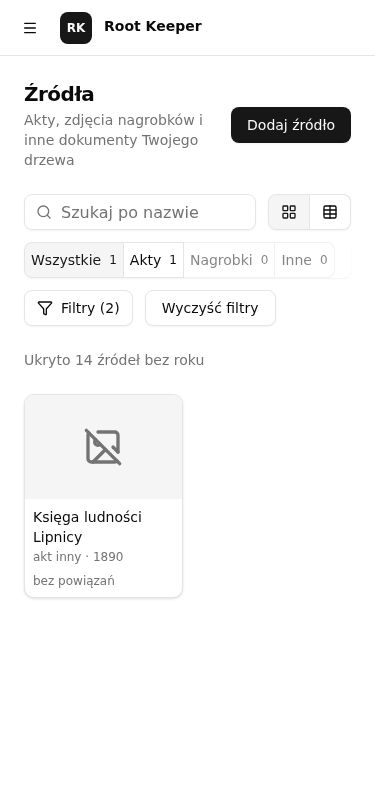 RK Root Keeper
Źródła
Akty, zdjęcia nagrobków i
inne dokumenty Twojego
drzewa
Dodaj źródło
Szukaj po nazwie
Wszystkie 1 Akty 1 Nagrobki 0 Inne 0
Filtry (2) Wyczyść filtry
Ukryto 14 źródeł bez roku
Księga ludności
Lipnicy
akt inny · 1890
bez powiązań